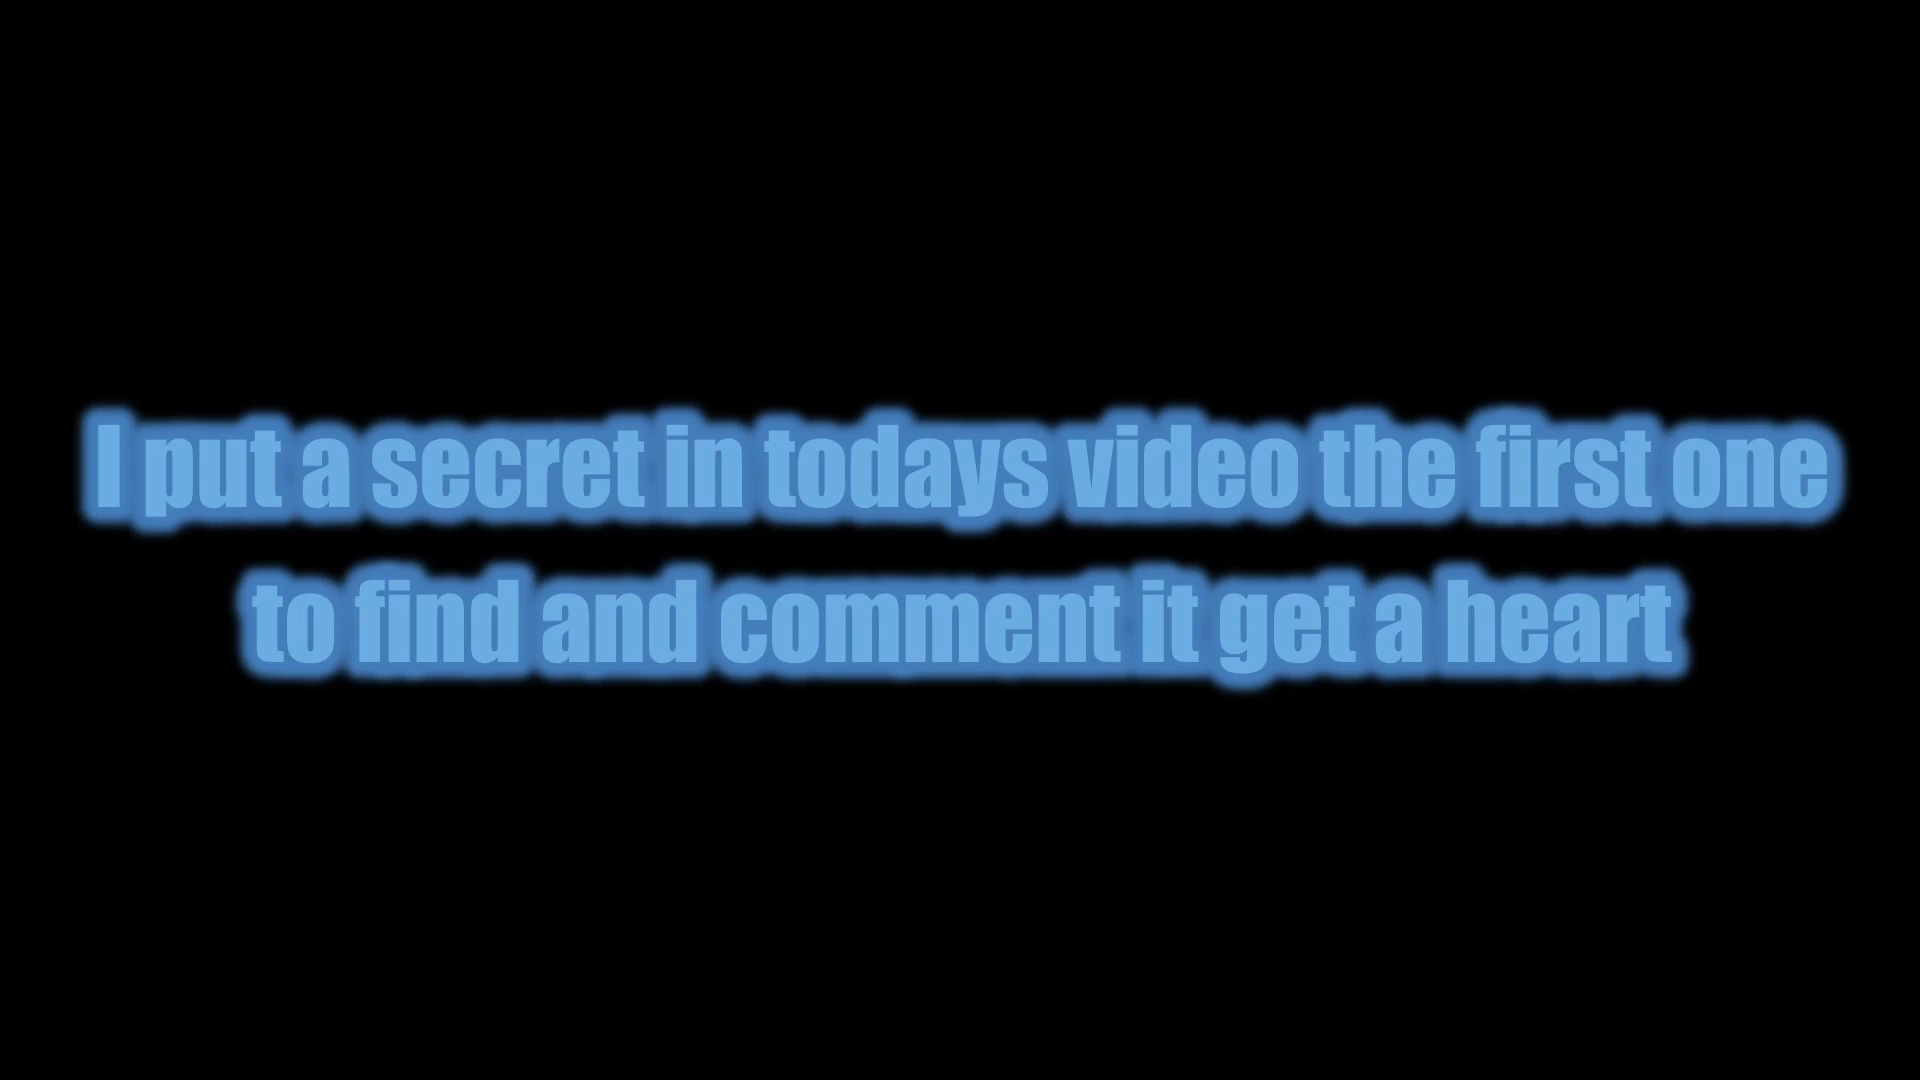 I put a secret in todays video the first one
to find and comment it get a heart